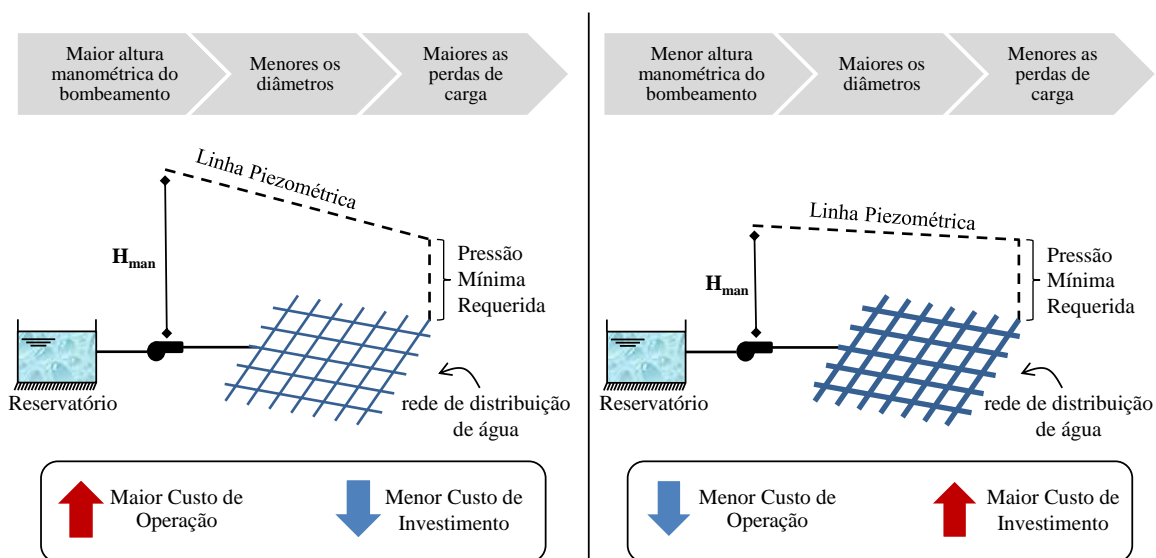 Maior altura
manométrica do
bombeamento
Menores os
diâmetros
Maiores as
perdas de
carga
Linha Piezométrica
H_man
Pressão
Mínima
Requerida
Reservatório
rede de distribuição
de água
Maior Custo de
Operação
Menor Custo de
Investimento
Menor altura
manométrica do
bombeamento
Maiores os
diâmetros
Menores as
perdas de
carga
Linha Piezométrica
H_man
Pressão
Mínima
Requerida
Reservatório
rede de distribuição
de água
Menor Custo de
Operação
Maior Custo de
Investimento